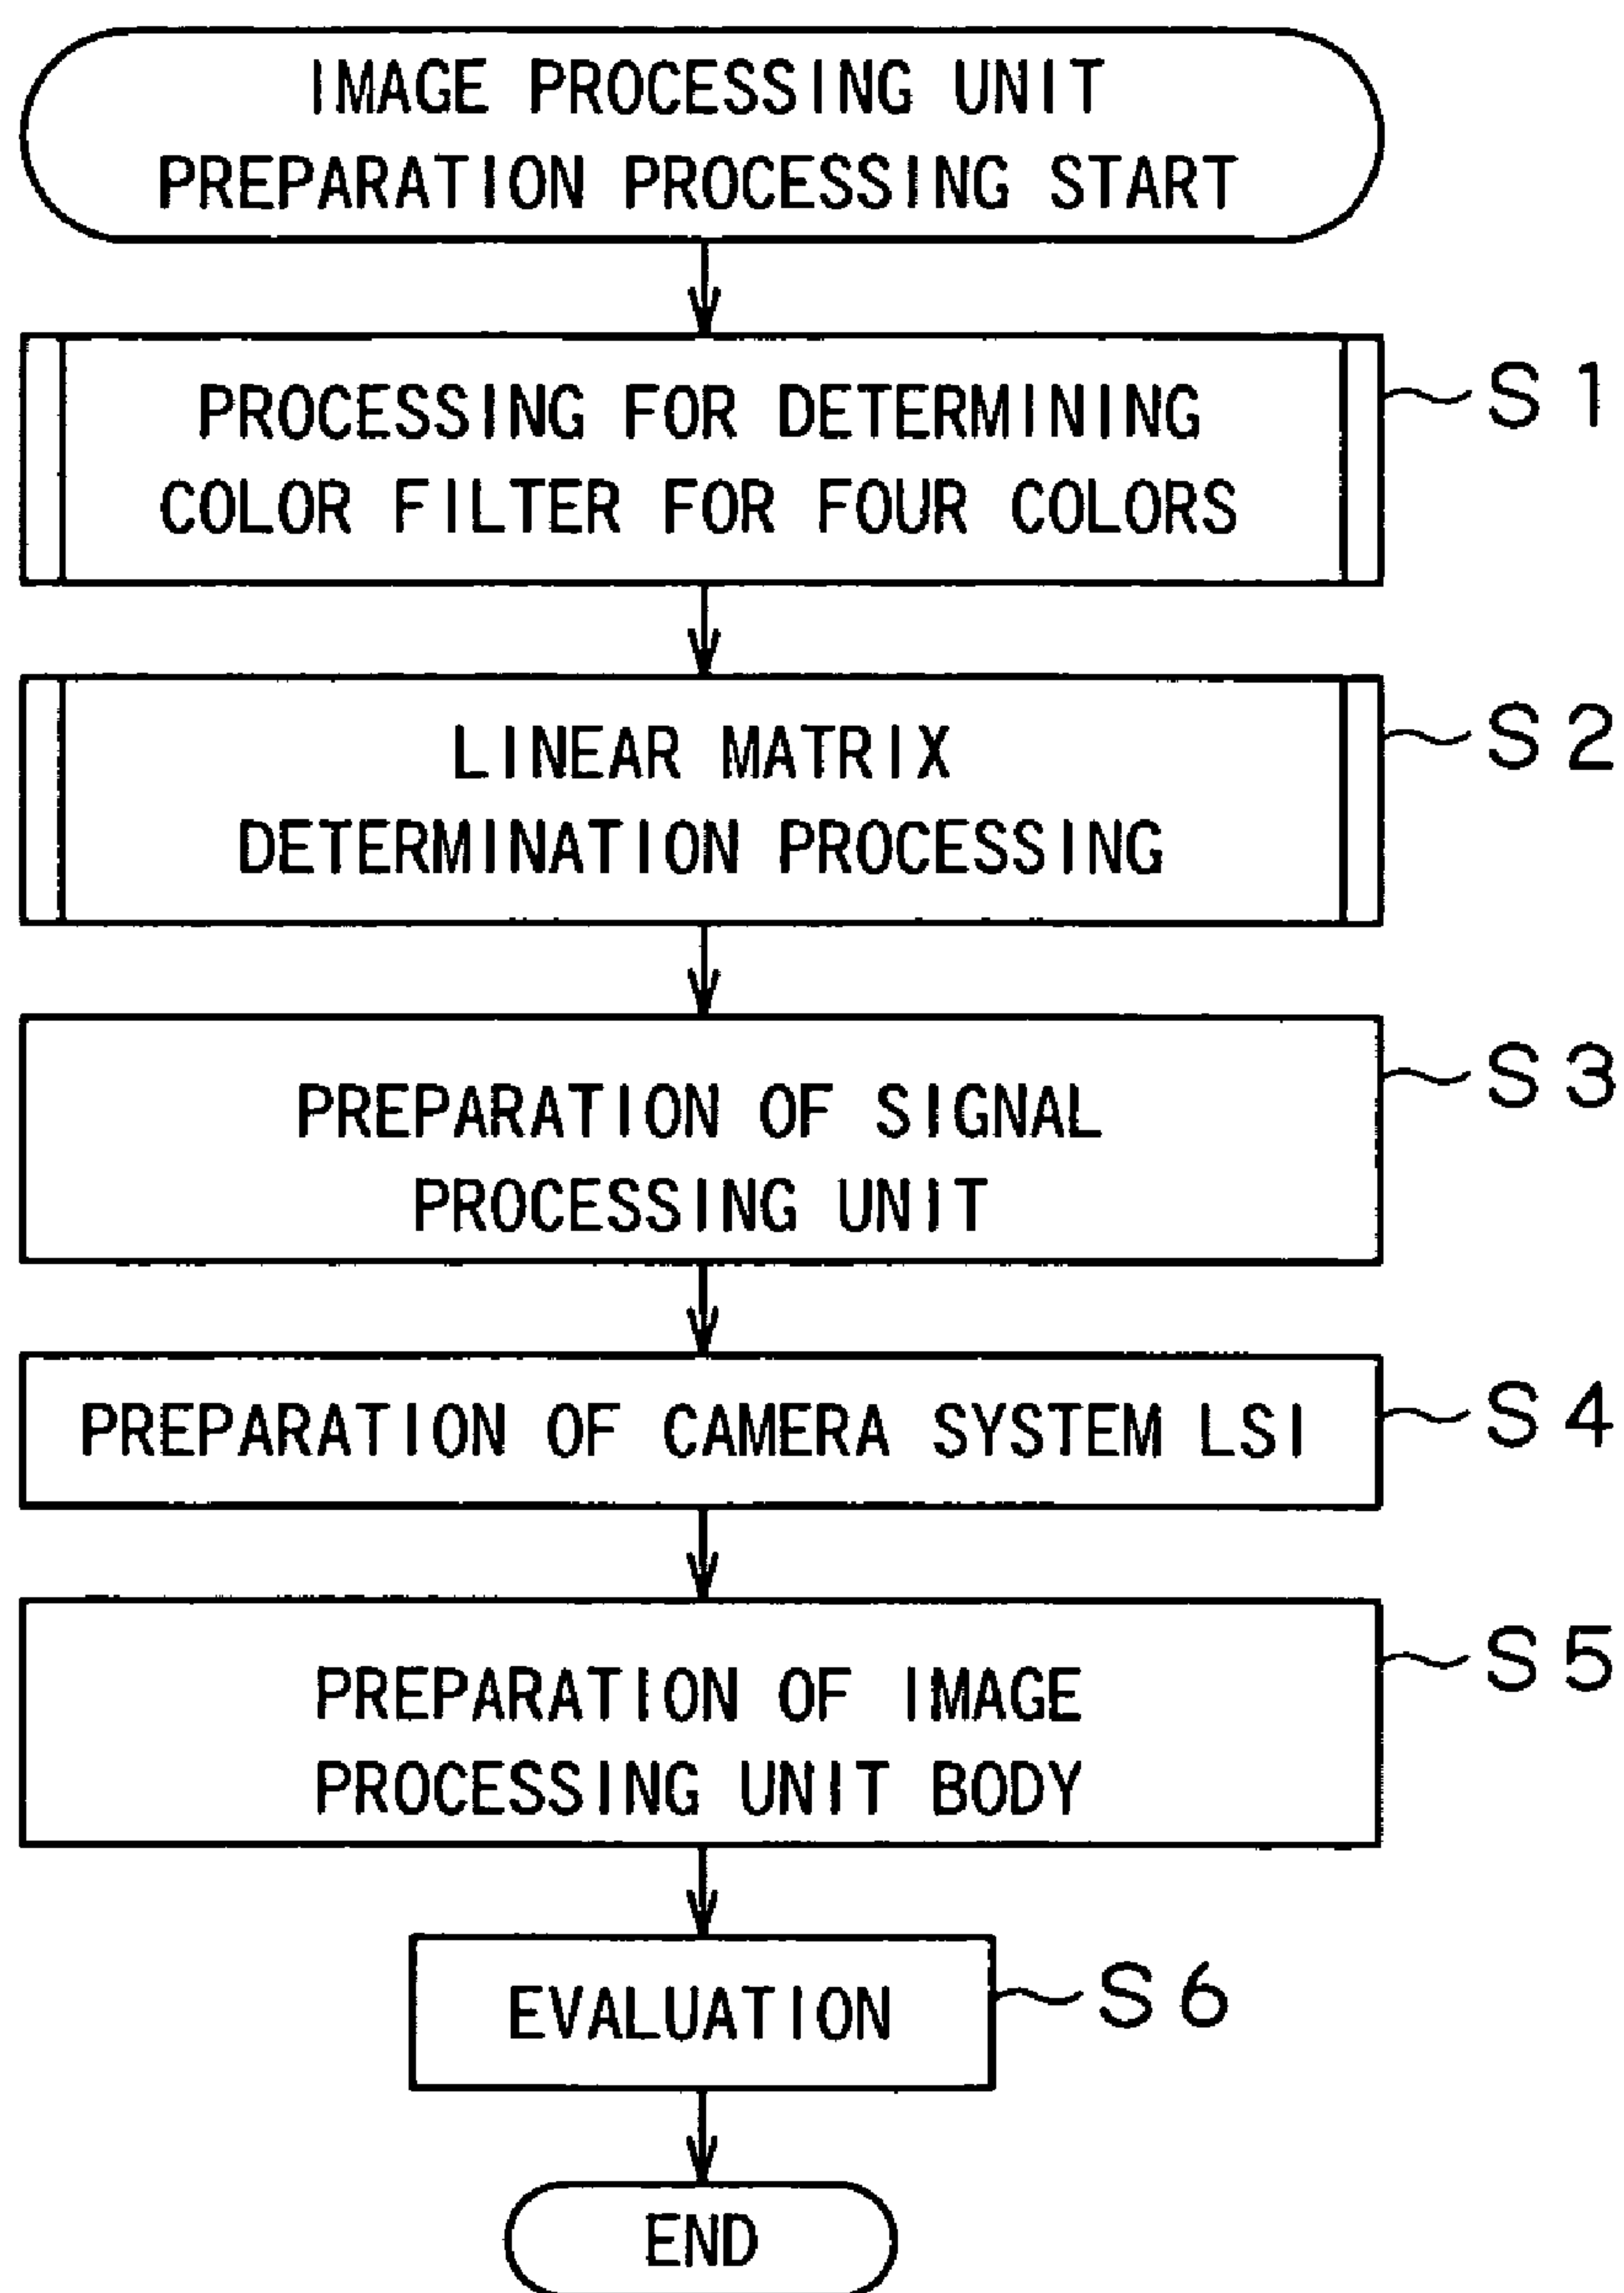 IMAGE PROCESSING UNIT
PREPARATION PROCESSING START
PROCESSING FOR DETERMINING
COLOR FILTER FOR FOUR COLORS
S1
LINEAR MATRIX
DETERMINATION PROCESSING
S2
PREPARATION OF SIGNAL
PROCESSING UNIT
S3
PREPARATION OF CAMERA SYSTEM LSI
S4
PREPARATION OF IMAGE
PROCESSING UNIT BODY
S5
EVALUATION
S6
END